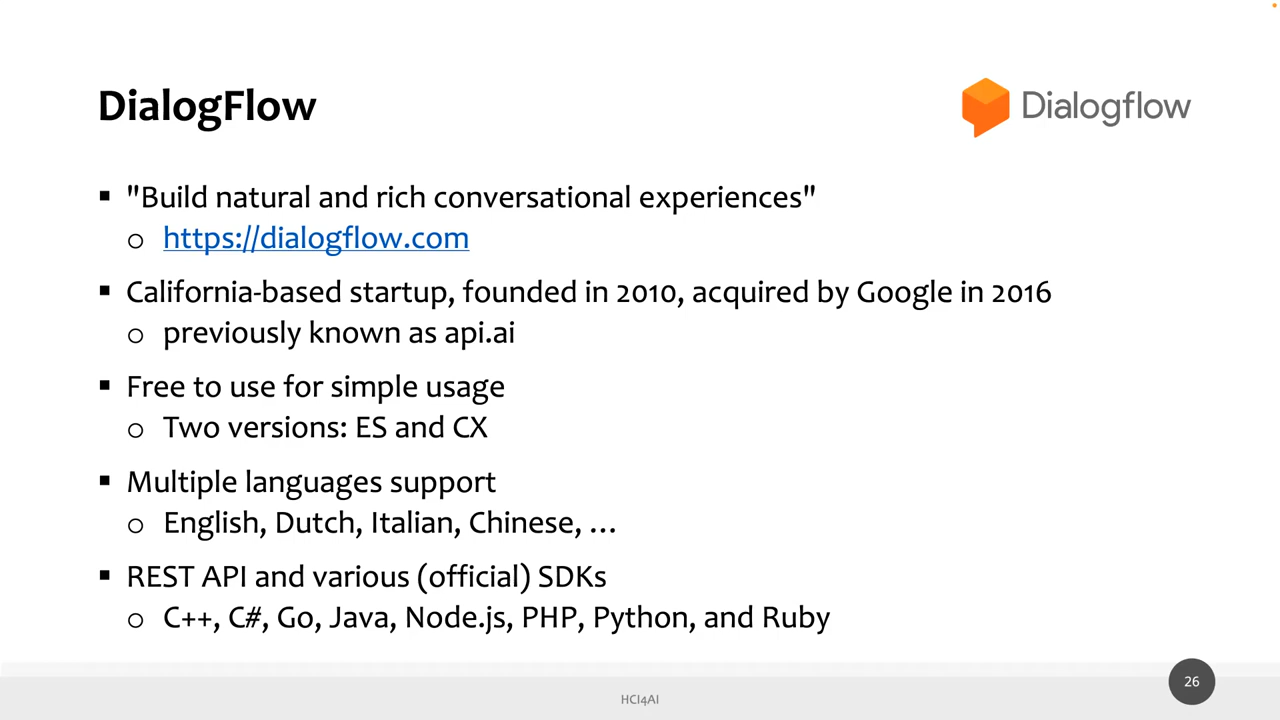 DialogFlow
Dialogflow
▪ "Build natural and rich conversational experiences"
o https://dialogflow.com
▪ California-based startup, founded in 2010, acquired by Google in 2016
o previously known as api.ai
▪ Free to use for simple usage
o Two versions: ES and CX
▪ Multiple languages support
o English, Dutch, Italian, Chinese, …
▪ REST API and various (official) SDKs
o C++, C#, Go, Java, Node.js, PHP, Python, and Ruby
HCI4AI
26